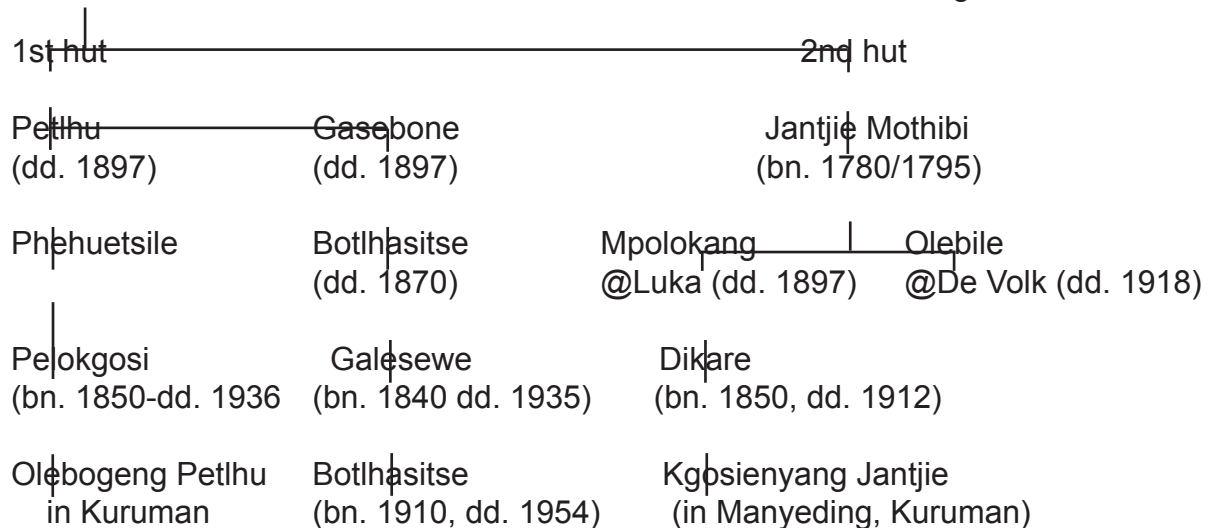 1st hut 2nd hut
Petlhu Gasebone Jantjie Mothibi
(dd. 1897) (dd. 1897) (bn. 1780/1795)
Phehuetsile Botlhasitse Mpolokang Olebile
(dd. 1870) @Luka (dd. 1897) @De Volk (dd. 1918)
Pelokgosi Galesewe Dikare
(bn. 1850-dd. 1936 (bn. 1840 dd. 1935) (bn. 1850, dd. 1912)
Olebogeng Petlhu Botlhasitse Kgosienyang Jantjie
in Kuruman (bn. 1910, dd. 1954) (in Manyeding, Kuruman)